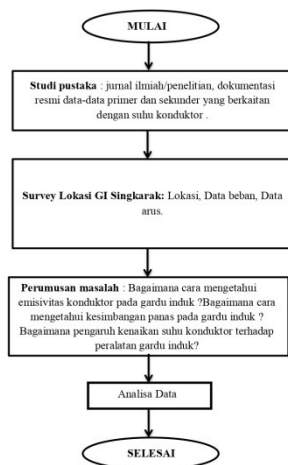 MULAI
Studi pustaka : jurnal ilmiah/penelitian, dokumentasi
resmi data-data primer dan sekunder yang berkaitan
dengan suhu konduktor .
Survey Lokasi GI Singkarak: Lokasi, Data beban, Data
arus.
Perumusan masalah : Bagaimana cara mengetahui
emisivitas konduktor pada gardu induk ?Bagaimana cara
mengetahui kesimbangan panas pada gardu induk ?
Bagaimana pengaruh kenaikan suhu konduktor terhadap
peralatan gardu induk?
Analisa Data
SELESAI